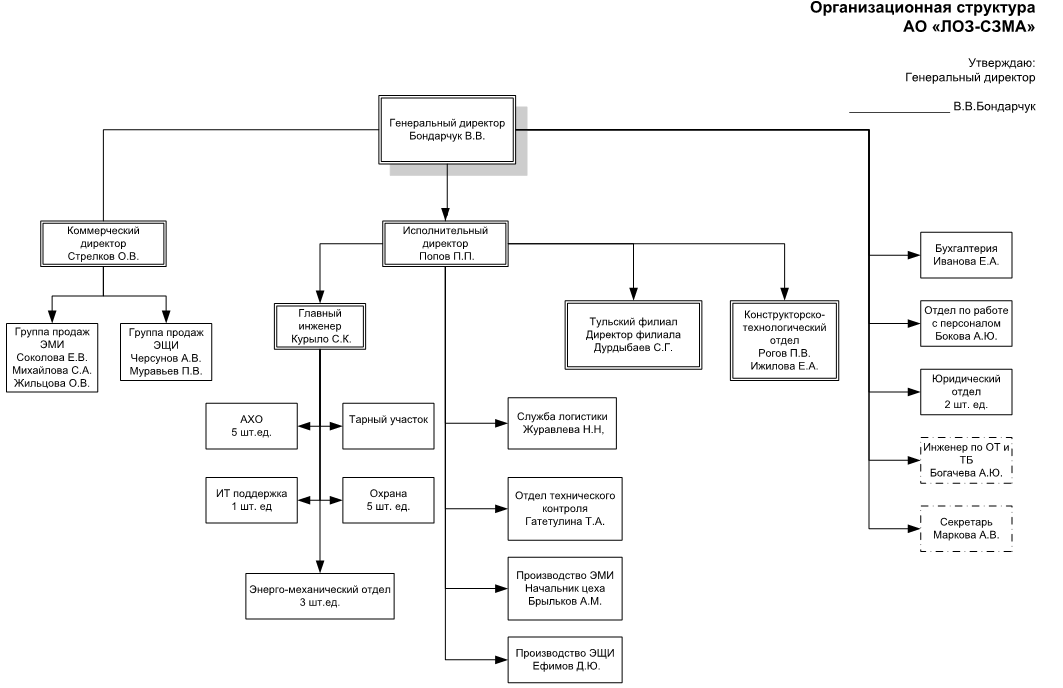 Организационная структура
АО «ЛОЗ-СЗМА»
Утверждаю:
Генеральный директор
_______________ В.В.Бондарчук
Генеральный директор
Бондарчук В.В.
Коммерческий
директор
Стрелков О.В.
Исполнительный
директор
Попов П.П.
Бухгалтерия
Иванова Е.А.
Отдел по работе
с персоналом
Бокова А.Ю.
Юридический
отдел
2 шт. ед.
Инженер по ОТ и
ТБ
Богачева А.Ю.
Секретарь
Маркова А.В.
Группа продаж
ЭМИ
Соколова Е.В.
Михайлова С.А.
Жильцова О.В.
Группа продаж
ЭЩИ
Черсунов А.В.
Муравьев П.В.
Главный
инженер
Курыло С.К.
Тульский филиал
Директор филиала
Дурдыбаев С.Г.
Конструкторско-
технологический
отдел
Рогов П.В.
Ижилова Е.А.
АХО
5 шт.ед.
Тарный участок
ИТ поддержка
1 шт. ед
Охрана
5 шт. ед.
Энерго-механический отдел
3 шт.ед.
Служба логистики
Журавлева Н.Н,
Отдел технического
контроля
Гатетулина Т.А.
Производство ЭМИ
Начальник цеха
Брыльков А.М.
Производство ЭЩИ
Ефимов Д.Ю.